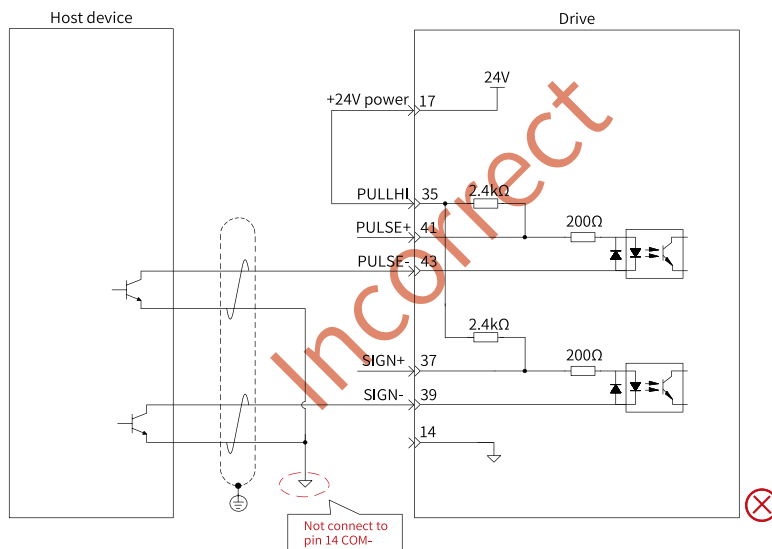 Host device
Drive
24V
+24V power
17
PULLHI
35
2.4kΩ
PULSE+
41
200Ω
PULSE-
43
2.4kΩ
SIGN+
37
200Ω
SIGN-
39
14
Incorrect
Not connect to
pin 14 COM-